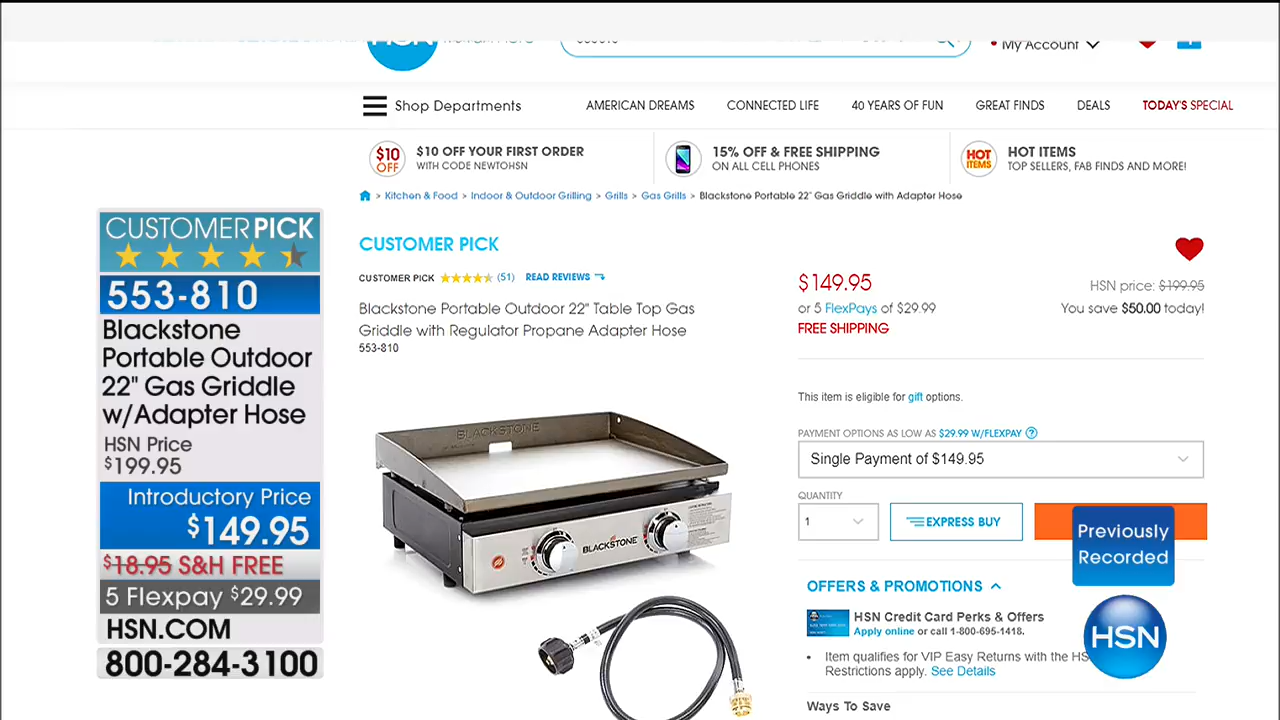 HSN
My Account
Shop Departments
AMERICAN DREAMS
CONNECTED LIFE
40 YEARS OF FUN
GREAT FINDS
DEALS
TODAY'S SPECIAL
$10 OFF
$10 OFF YOUR FIRST ORDER
WITH CODE NEWTOHSN
15% OFF & FREE SHIPPING
ON ALL CELL PHONES
HOT ITEMS
HOT ITEMS
TOP SELLERS, FAB FINDS AND MORE!
> Kitchen & Food > Indoor & Outdoor Grilling > Grills > Gas Grills > Blackstone Portable 22" Gas Griddle with Adapter Hose
CUSTOMER PICK
553-810
Blackstone
Portable Outdoor
22" Gas Griddle
w/Adapter Hose
HSN Price
$199.95
Introductory Price
$149.95
$18.95 S&H FREE
5 Flexpay $29.99
HSN.COM
800-284-3100
CUSTOMER PICK
CUSTOMER PICK (51) READ REVIEWS
Blackstone Portable Outdoor 22" Table Top Gas
Griddle with Regulator Propane Adapter Hose
553-810
BLACKSTONE
BLACKSTONE
$149.95
HSN price: $199.95
or 5 FlexPays of $29.99
You save $50.00 today!
FREE SHIPPING
This item is eligible for gift options.
PAYMENT OPTIONS AS LOW AS $29.99 W/FLEXPAY ?
Single Payment of $149.95
QUANTITY
1
EXPRESS BUY
Previously
Recorded
OFFERS & PROMOTIONS
HSN Credit Card Perks & Offers
Apply online or call 1-800-695-1418.
HSN
• Item qualifies for VIP Easy Returns with the HS
Restrictions apply. See Details
Ways To Save